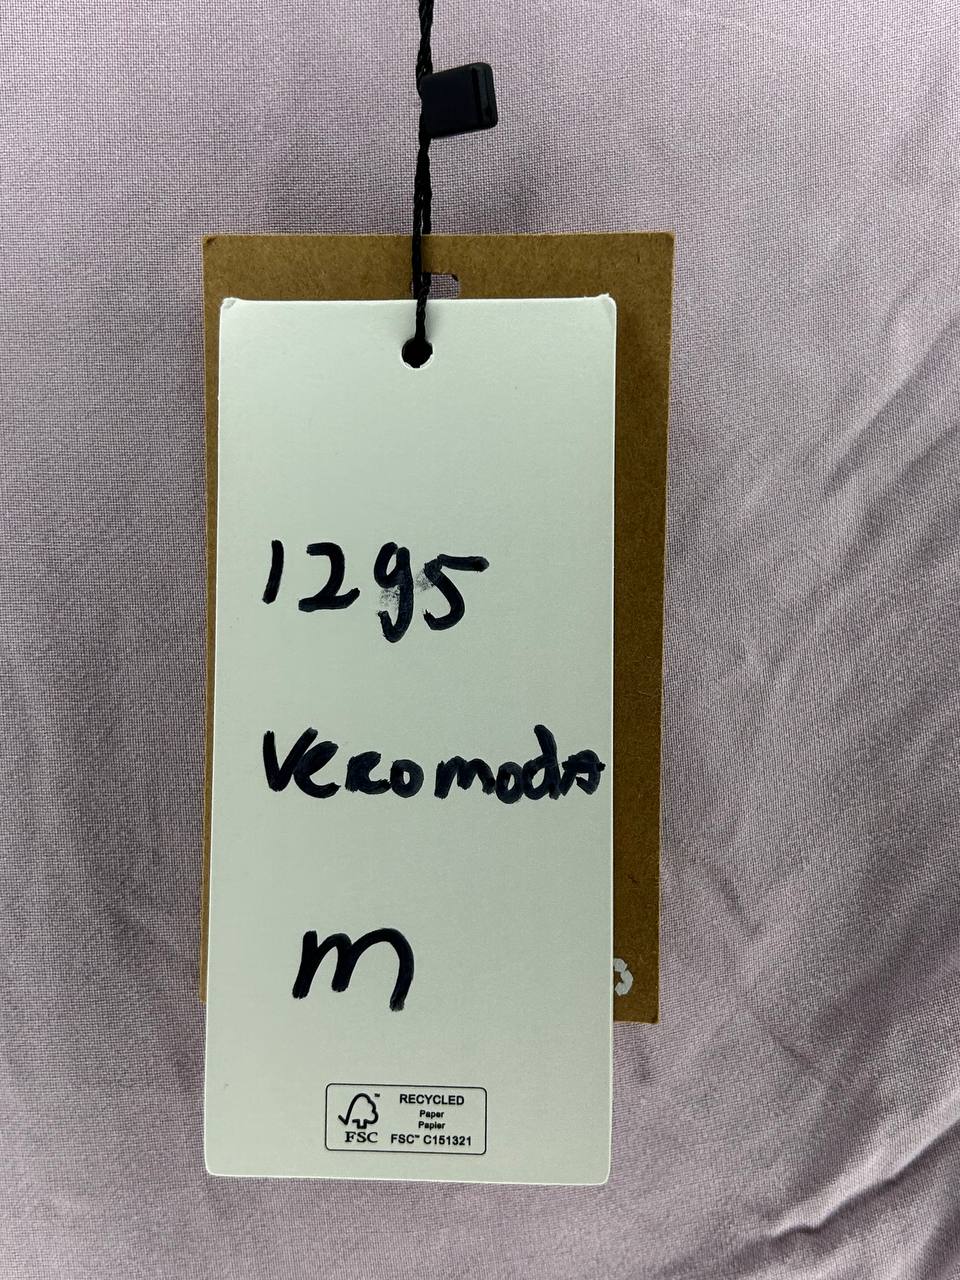 1295
Veromoda
m
RECYCLED
Paper
Papier
FSC™ C151321
FSC